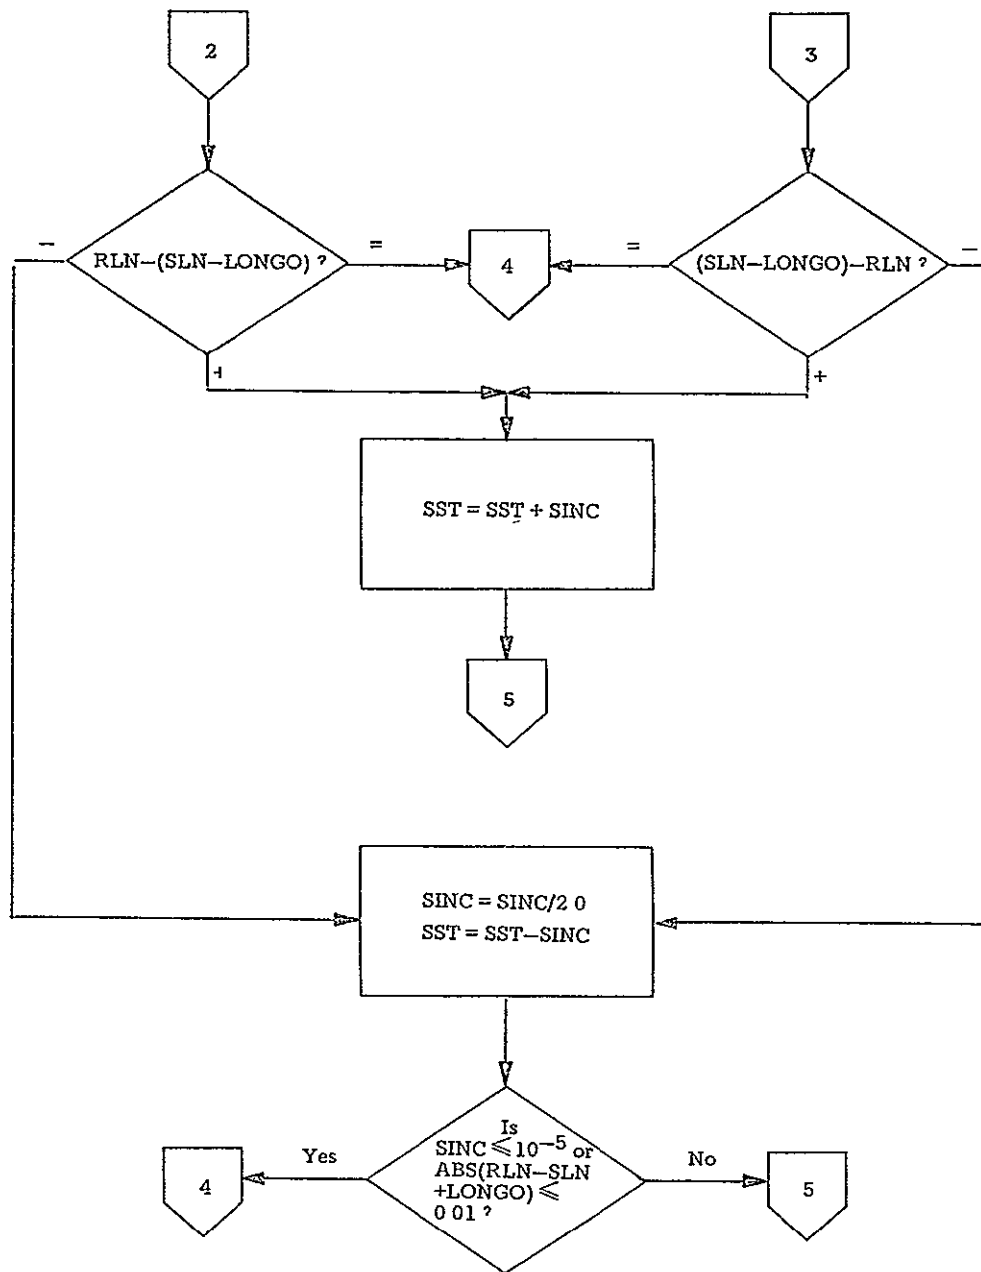 2
3
−
RLN−(SLN−LONGO) ?
=
4
=
(SLN−LONGO)−RLN ?
−
+
+
SST = SST + SINC
5
SINC = SINC/2 0
SST = SST−SINC
Is
SINC ⩽ 10⁻⁵ or
ABS(RLN−SLN
+LONGO) ⩽
0 01 ?
Yes
No
4
5